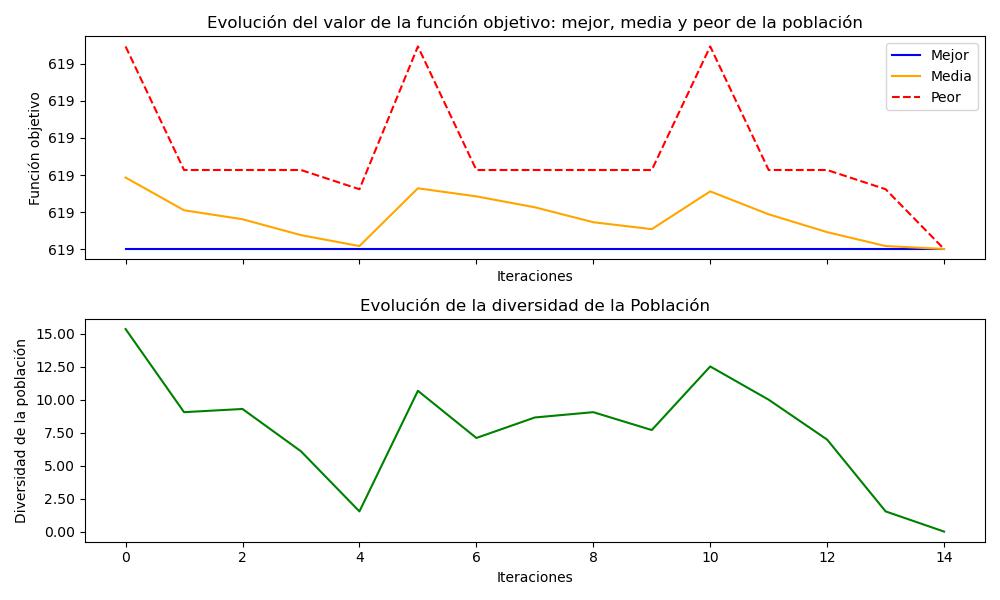 Evolución del valor de la función objetivo: mejor, media y peor de la población
Función objetivo
619
619
619
619
619
619
Mejor
Media
Peor
Iteraciones
Evolución de la diversidad de la Población
Diversidad de la población
15.00
12.50
10.00
7.50
5.00
2.50
0.00
0 2 4 6 8 10 12 14
Iteraciones